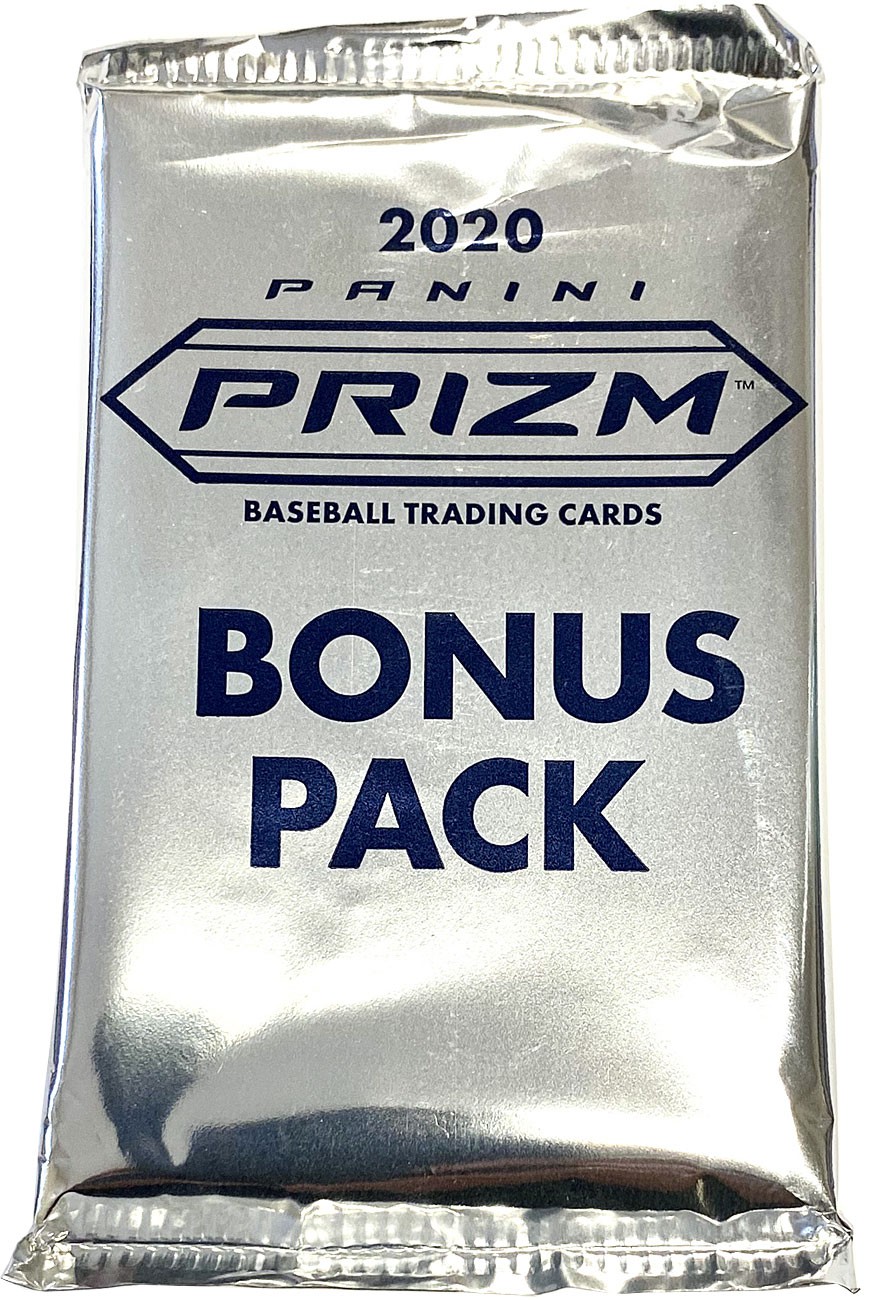 2020
PANINI
PRIZM™
BASEBALL TRADING CARDS
BONUS
PACK